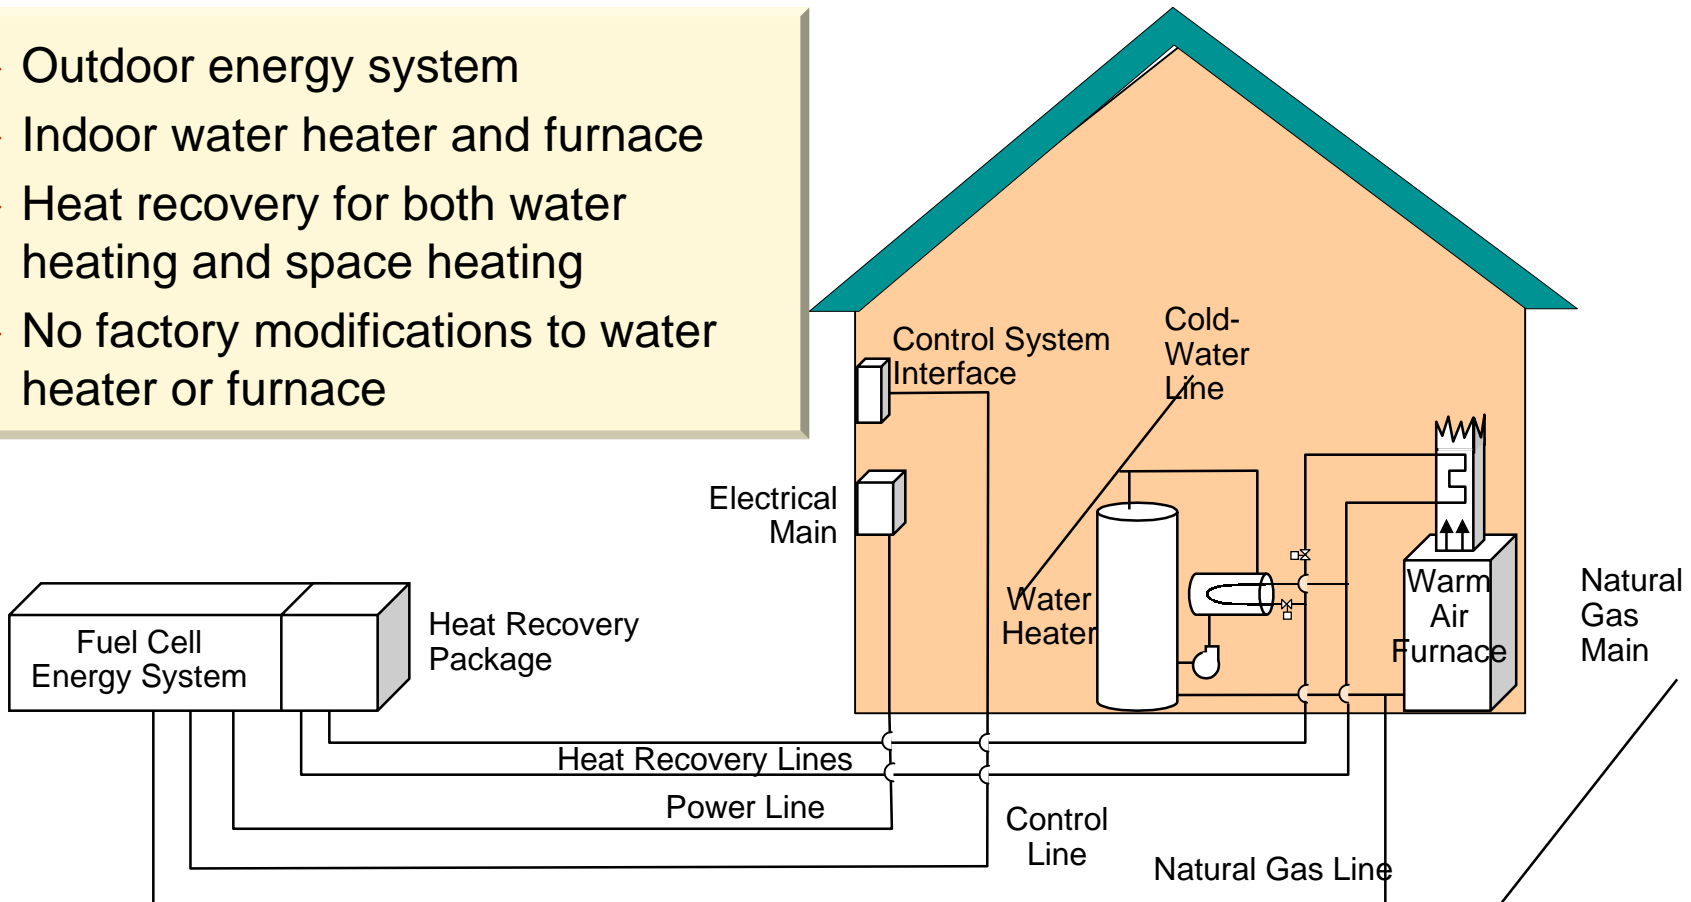 Outdoor energy system
Indoor water heater and furnace
Heat recovery for both water
heating and space heating
No factory modifications to water
heater or furnace
Control System
Interface
Cold-
Water
Line
Electrical
Main
Water
Heater
Warm
Air
Furnace
Natural
Gas
Main
Fuel Cell
Energy System
Heat Recovery
Package
Heat Recovery Lines
Power Line
Control
Line
Natural Gas Line